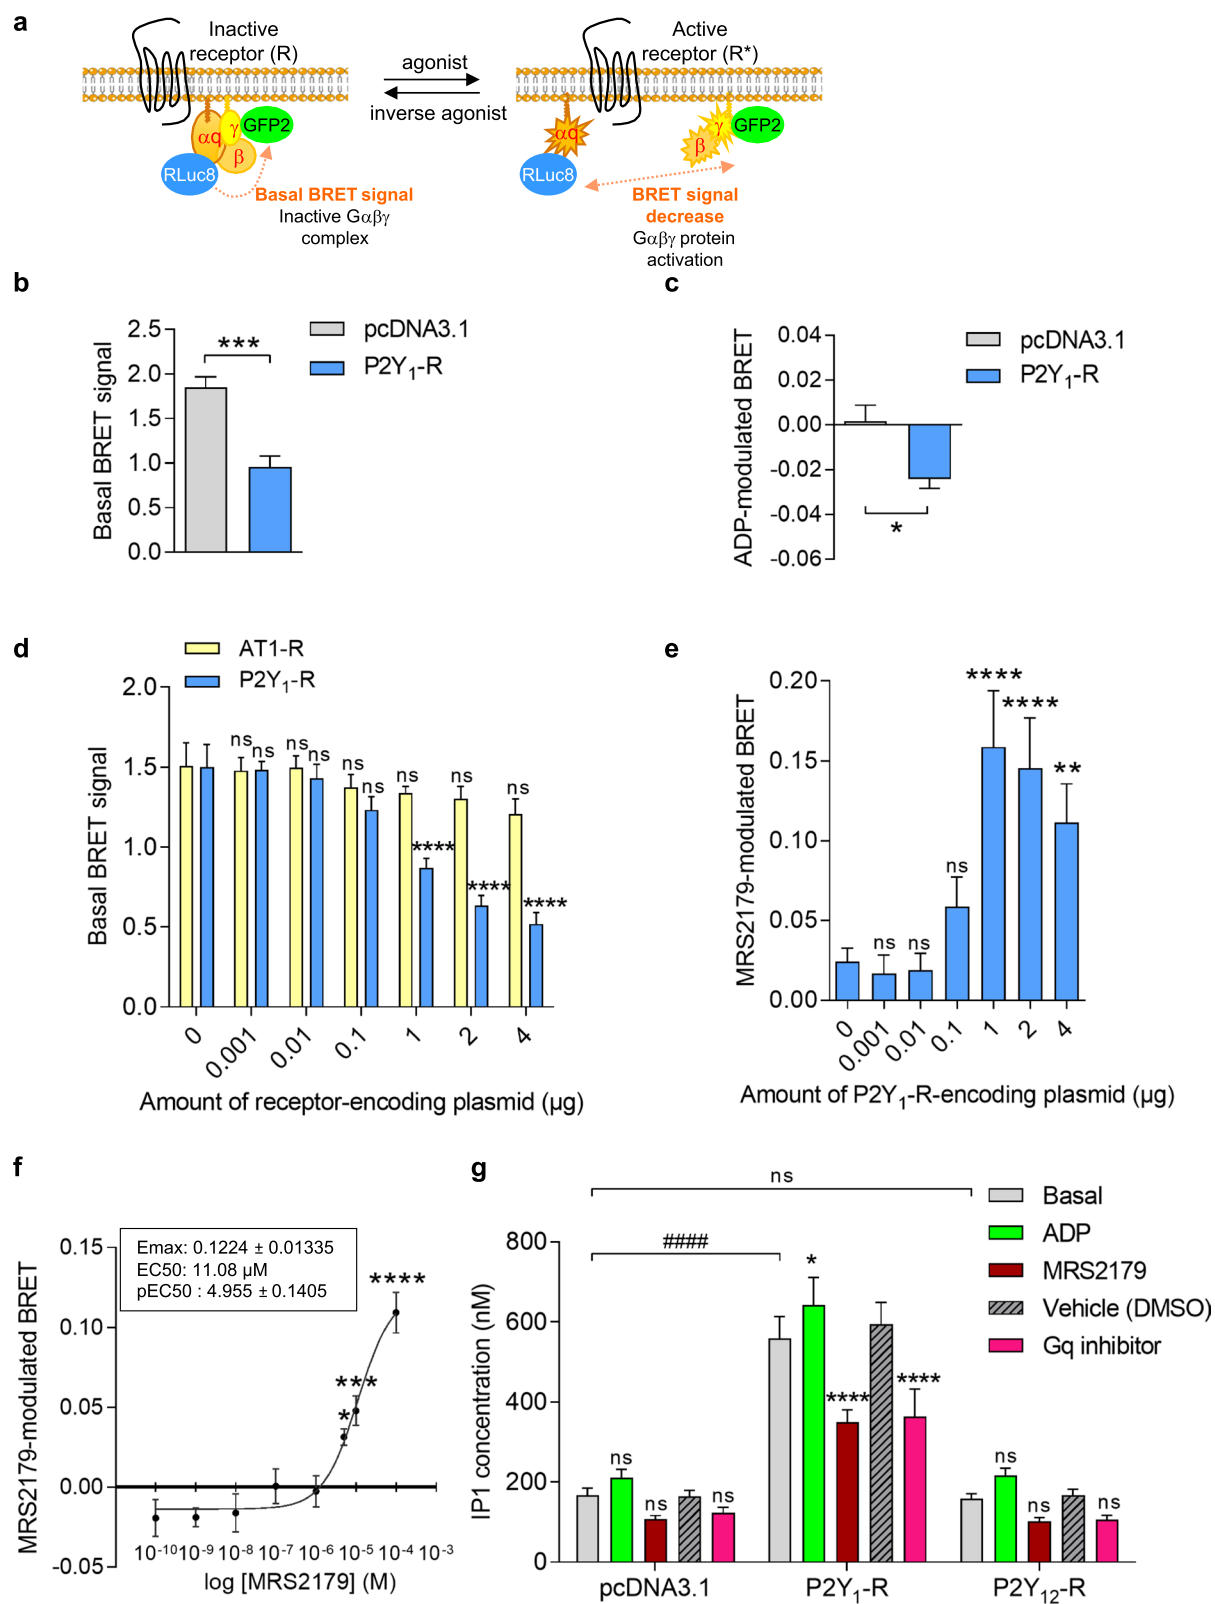 a
Inactive
receptor (R)
αq
γ
GFP2
β
RLuc8
Basal BRET signal
Inactive Gαβγ
complex
agonist
inverse agonist
Active
receptor (R*)
αq
γ
GFP2
β
RLuc8
BRET signal
decrease
Gαβγ protein
activation
b
pcDNA3.1
P2Y1-R
Basal BRET signal
2.5
2.0
1.5
1.0
0.5
0.0
***
c
pcDNA3.1
P2Y1-R
ADP-modulated BRET
0.04
0.02
0.00
-0.02
-0.04
-0.06
*
d
AT1-R
P2Y1-R
Basal BRET signal
2.0
1.5
1.0
0.5
0.0
ns ns ns ns ns ns ns ns ns
**** **** ****
0 0.001 0.01 0.1 1 2 4
Amount of receptor-encoding plasmid (µg)
e
MRS2179-modulated BRET
0.20
0.15
0.10
0.05
0.00
ns ns ns **** **** **
0 0.001 0.01 0.1 1 2 4
Amount of P2Y1-R-encoding plasmid (µg)
f
Emax: 0.1224 ± 0.01335
EC50: 11.08 µM
pEC50 : 4.955 ± 0.1405
MRS2179-modulated BRET
0.15
0.10
0.05
0.00
-0.05
* *** ****
10-10 10-9 10-8 10-7 10-6 10-5 10-4 10-3
log [MRS2179] (M)
g
Basal
ADP
MRS2179
Vehicle (DMSO)
Gq inhibitor
IP1 concentration (nM)
800
600
400
200
0
ns
####
ns ns ns
* **** ****
ns ns ns
pcDNA3.1 P2Y1-R P2Y12-R